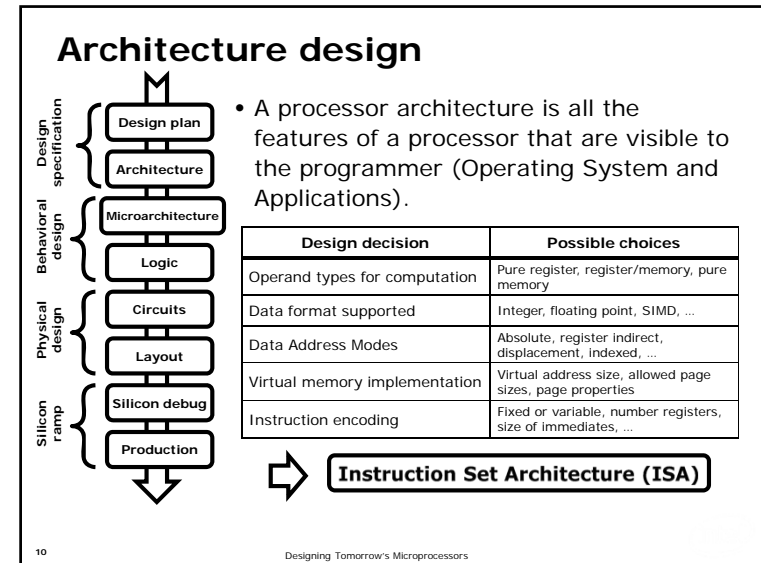 Architecture design
Design
specification
Design plan
Architecture
Behavioral
design
Microarchitecture
Logic
Physical
design
Circuits
Layout
Silicon
ramp
Silicon debug
Production
• A processor architecture is all the
features of a processor that are visible to
the programmer (Operating System and
Applications).
Design decision Possible choices
Operand types for computation Pure register, register/memory, pure
memory
Data format supported Integer, floating point, SIMD, ...
Data Address Modes Absolute, register indirect,
displacement, indexed, ...
Virtual memory implementation Virtual address size, allowed page
sizes, page properties
Instruction encoding Fixed or variable, number registers,
size of immediates, ...
Instruction Set Architecture (ISA)
10
Designing Tomorrow's Microprocessors